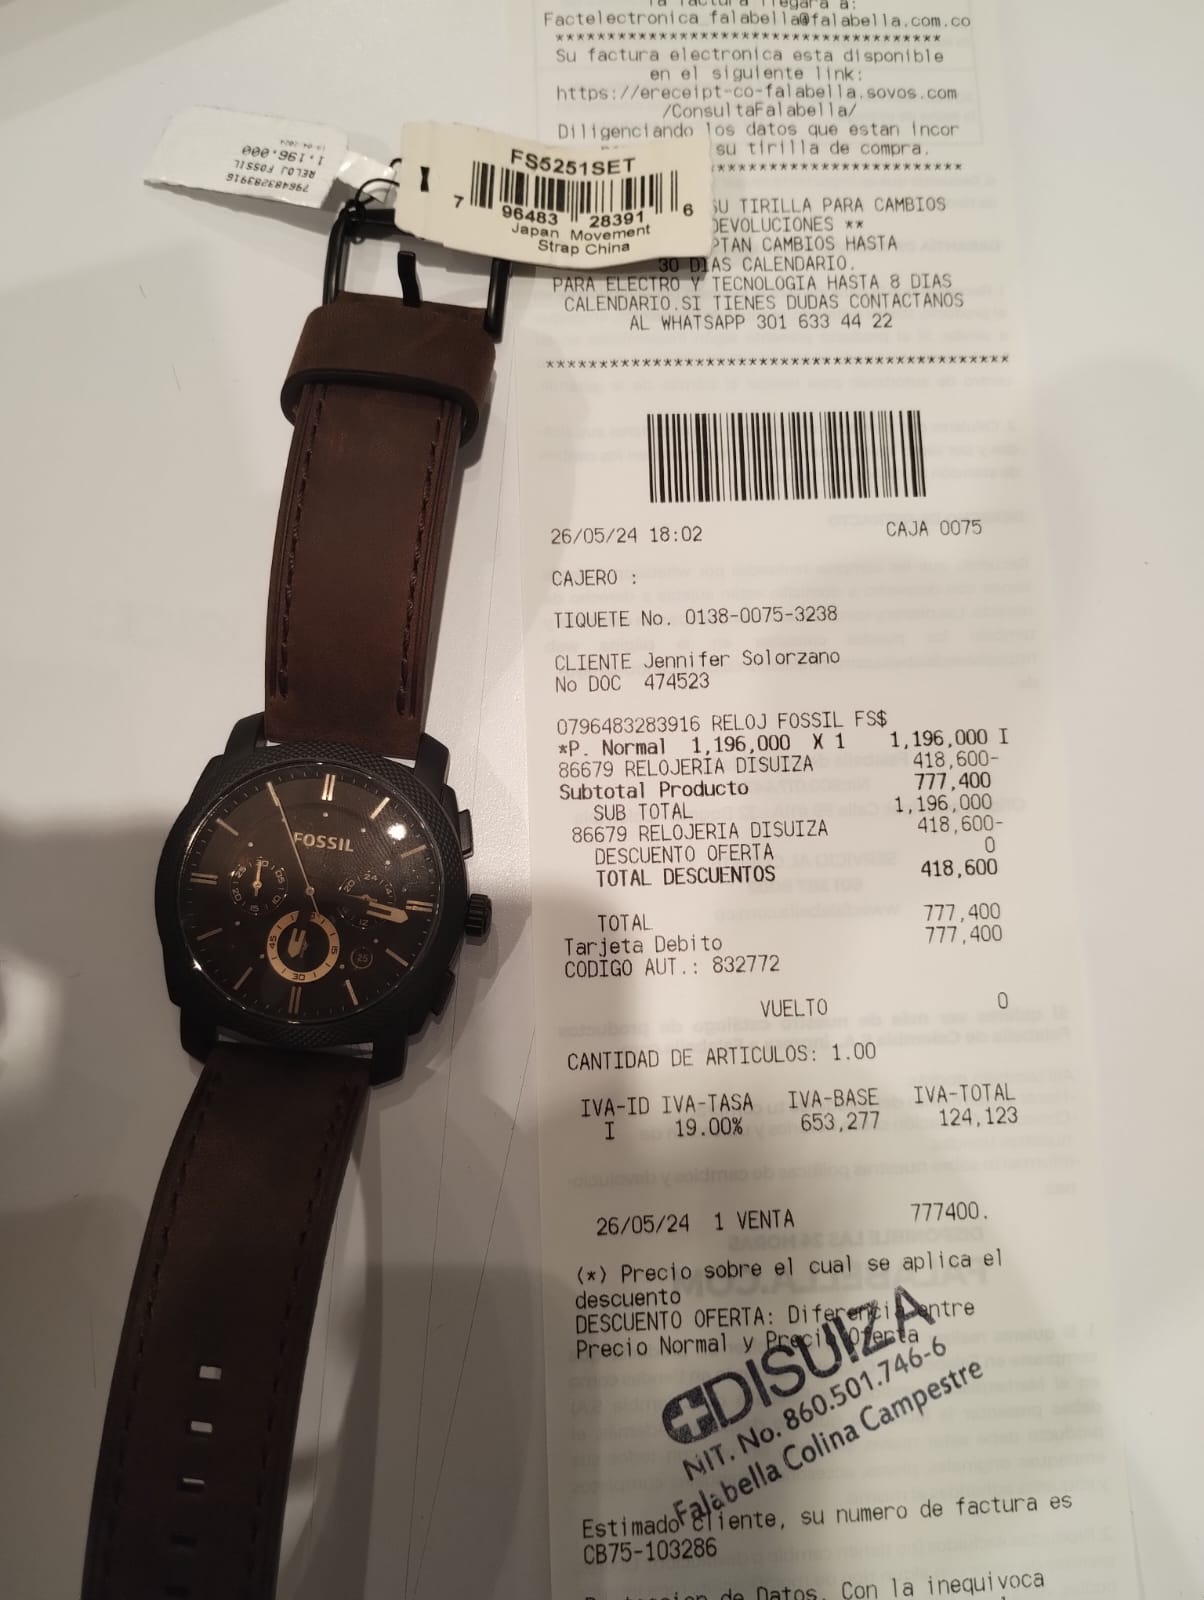 la factura llegara a:
Factelectronica_falabella@falabella.com.co
*************************************
Su factura electronica esta disponible
en el siguiente link:
https://ereceipt-co-falabella.sovos.com
/ConsultaFalabella/
Diligenciando los datos que estan incor
su tirilla de compra.
SU TIRILLA PARA CAMBIOS
DEVOLUCIONES **
PTAN CAMBIOS HASTA
30 DIAS CALENDARIO.
PARA ELECTRO Y TECNOLOGIA HASTA 8 DIAS
CALENDARIO.SI TIENES DUDAS CONTACTANOS
AL WHATSAPP 301 633 44 22
26/05/24 18:02 CAJA 0075
CAJERO :
TIQUETE No. 0138-0075-3238
CLIENTE Jennifer Solorzano
No DOC 474523
0796483283916 RELOJ FOSSIL FS$
*P. Normal 1,196,000 X 1 1,196,000 I
86679 RELOJERIA DISUIZA 418,600-
Subtotal Producto 777,400
SUB TOTAL 1,196,000
86679 RELOJERIA DISUIZA 418,600-
DESCUENTO OFERTA 0
TOTAL DESCUENTOS 418,600
TOTAL 777,400
Tarjeta Debito 777,400
CODIGO AUT.: 832772
VUELTO 0
CANTIDAD DE ARTICULOS: 1.00
IVA-ID IVA-TASA IVA-BASE IVA-TOTAL
I 19.00% 653,277 124,123
26/05/24 1 VENTA 777400.
(*) Precio sobre el cual se aplica el
descuento
DESCUENTO OFERTA: Diferencia entre
Precio Normal y Precio Oferta
DISUIZA
NIT. No. 860.501.746-6
Falabella Colina Campestre
Estimado cliente, su numero de factura es
CB75-103286
de Datos. Con la inequivoca
FS5251SET
7 96483 28391 6
Japan Movement
Strap China
796483283916
RELOJ FOSSIL
1.196.000
FOSSIL
25